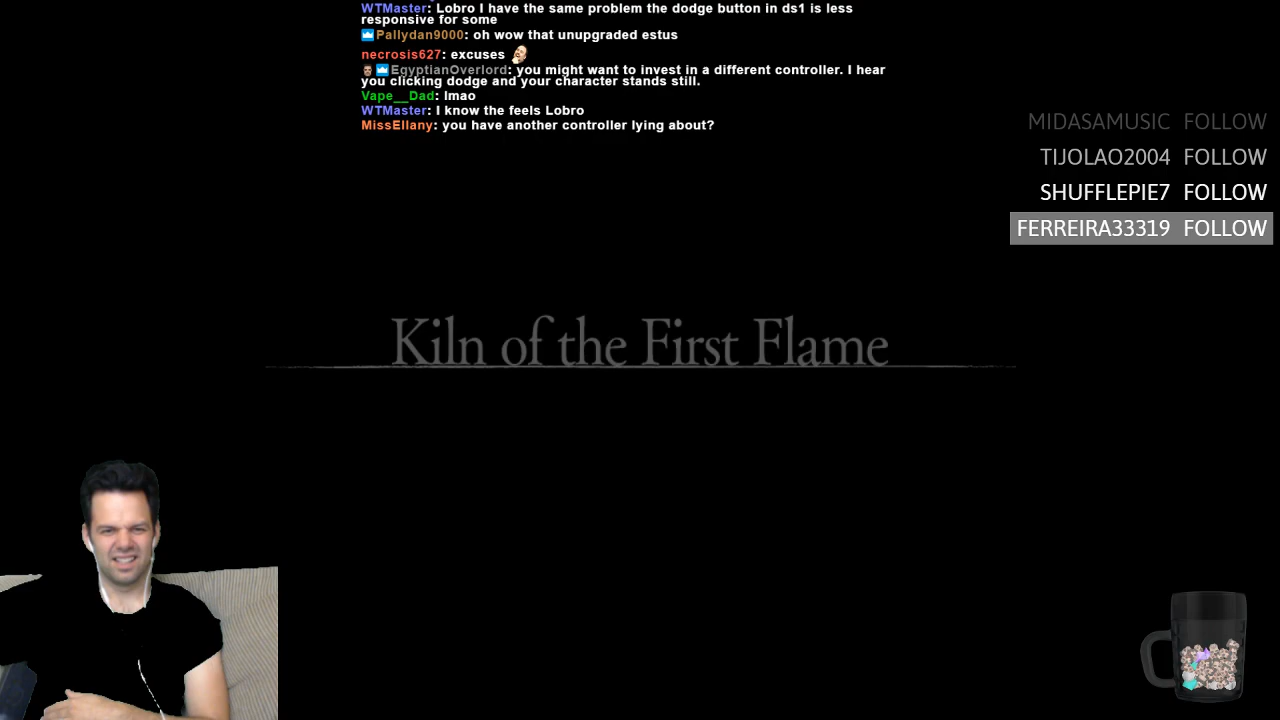 WTMaster: Lobro I have the same problem the dodge button in ds1 is less
responsive for some
Pallydan9000: oh wow that unupgraded estus
necrosis627: excuses
EgyptianOverlord: you might want to invest in a different controller. I hear
you clicking dodge and your character stands still.
Vape__Dad: lmao
WTMaster: I know the feels Lobro
MissEllany: you have another controller lying about?
MIDASAMUSIC FOLLOW
TIJOLAO2004 FOLLOW
SHUFFLEPIE7 FOLLOW
FERREIRA33319 FOLLOW
Kiln of the First Flame